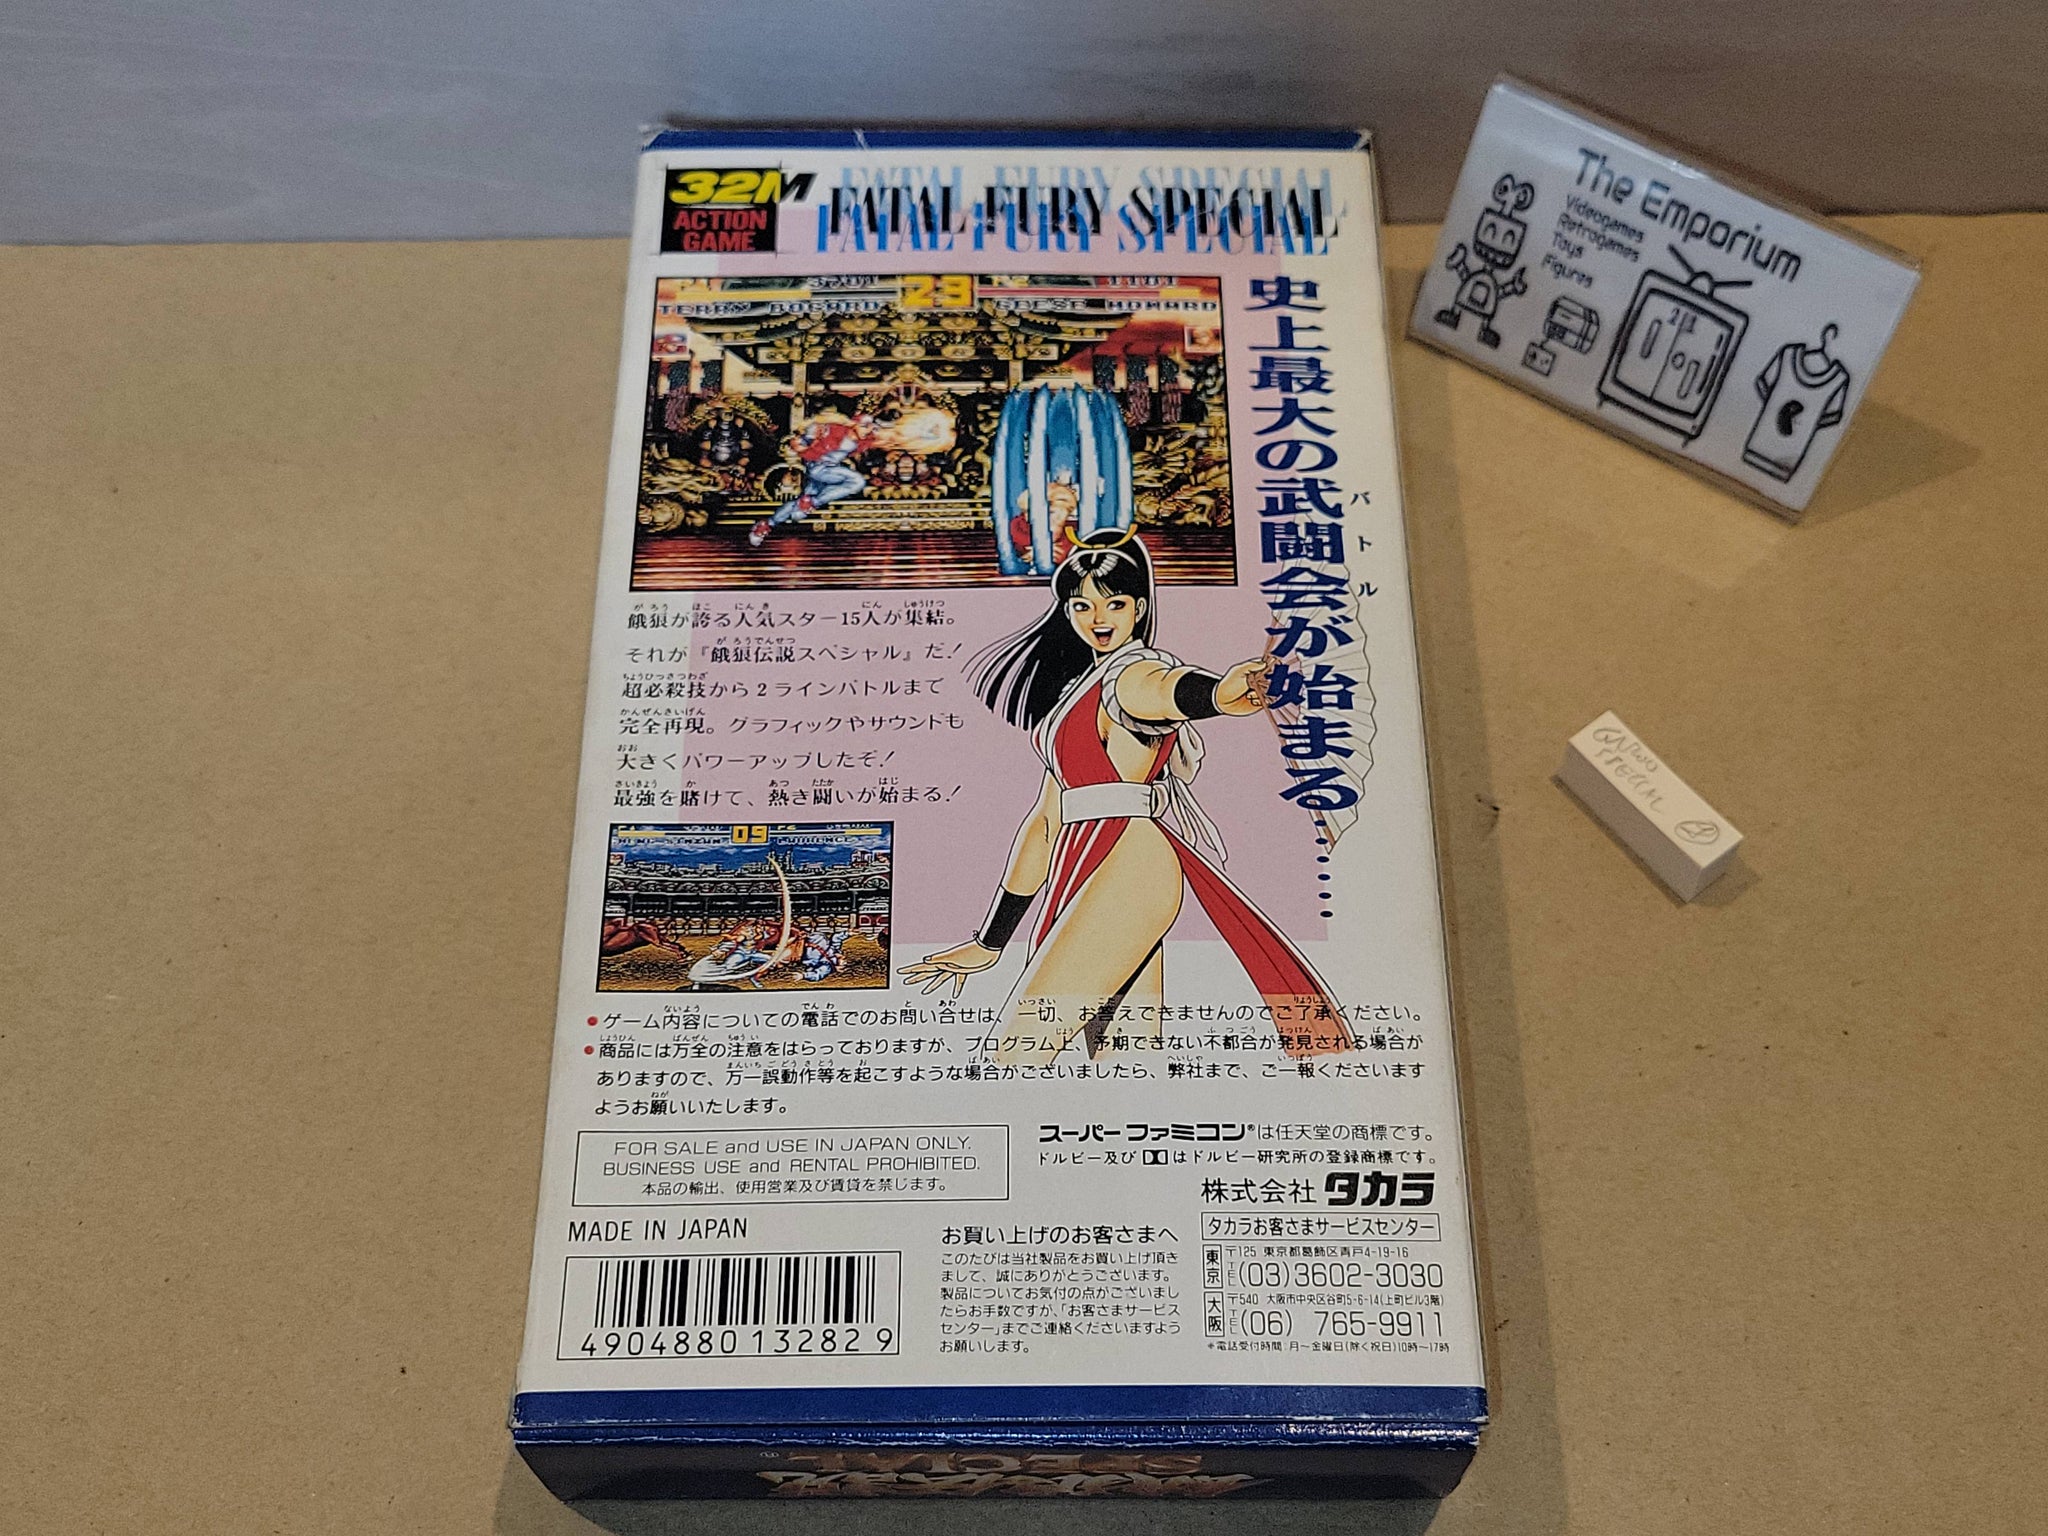 32M
ACTION
GAME
FATAL FURY SPECIAL
23
TERRY BOGARD
GEESE HOWARD
史上最大の武闘会が始まる……
バトル
餓狼が誇る人気スター15人が集結。
それが『餓狼伝説スペシャル』だ!
超必殺技から2ラインバトルまで
完全再現。グラフィックやサウンドも
大きくパワーアップしたぞ!
最強を賭けて、熱き闘いが始まる!
09
●ゲーム内容についての電話でのお問い合せは、一切、お答えできませんのでご了承ください。
●商品には万全の注意をはらっておりますが、プログラム上、予期できない不都合が発見される場合が
ありますので、万一誤動作等を起こすような場合がございましたら、弊社まで、ご一報くださいます
ようお願いいたします。
FOR SALE and USE IN JAPAN ONLY.
BUSINESS USE and RENTAL PROHIBITED.
本品の輸出、使用営業及び賃貸を禁じます。
スーパーファミコン®は任天堂の商標です。
ドルビー及びはドルビー研究所の登録商標です。
株式会社タカラ
MADE IN JAPAN
4904880132829
お買い上げのお客さまへ
このたびは当社製品をお買い上げ頂き
まして、誠にありがとうございます。
製品についてお気付の点がございまし
たらお手数ですが、「お客さまサービス
センター」までご連絡くださいますよう
お願いします。
タカラお客さまサービスセンター
東京 〒125 東京都葛飾区青戸4-19-16
TEL(03)3602-3030
大阪 〒540 大阪市中央区谷町5-6-14(上町ビル3階)
TEL(06) 765-9911
*電話受付時間:月〜金曜日(除く祝日)10時〜17時
SPECIAL
The Emporium
Videogames
Retrogames
Toys
Figures
SPECIAL